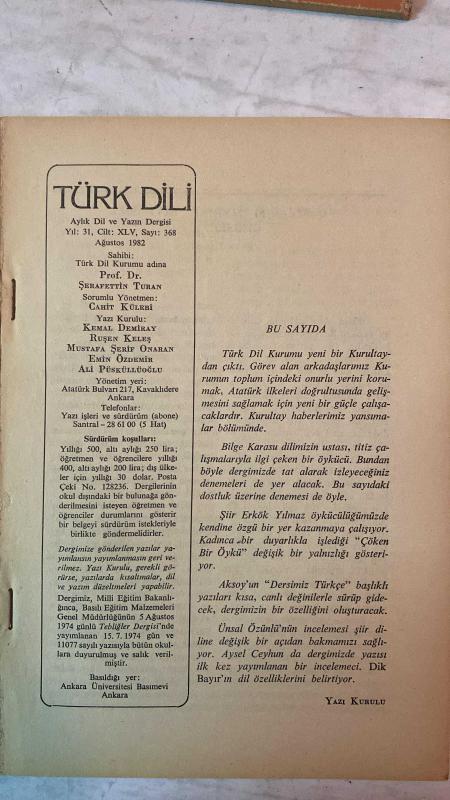 TÜRK DİLİ
Aylık Dil ve Yazın Dergisi
Yıl: 31, Cilt: XLV, Sayı: 368
Ağustos 1982
Sahibi:
Türk Dil Kurumu adına
Prof. Dr.
ŞERAFETTİN TURAN
Sorumlu Yönetmen:
CAHİT KÜLEBİ
Yazı Kurulu:
KEMAL DEMİRAY
RUŞEN KELEŞ
MUSTAFA ŞERİF ONARAN
EMİN ÖZDEMİR
ALİ PÜSKÜLLÜOĞLU
Yönetim yeri:
Atatürk Bulvarı 217, Kavaklıdere
Ankara
Telefonlar:
Yazı işleri ve sürdürüm (abone)
Santral – 28 61 00 (5 Hat)
Sürdürüm koşulları:
Yıllığı 500, altı aylığı 250 lira;
öğretmen ve öğrencilere yıllığı
400, altı aylığı 200 lira; dış ülke-
ler için yıllığı 30 dolar. Posta
Çeki No. 128236. Dergilerinin
okul dışındaki bir bulunağa gön-
derilmesini isteyen öğretmen ve
öğrenciler durumlarını gösterir
bir belgeyi sürdürüm istekleriyle
birlikte göndermelidirler.
Dergimize gönderilen yazılar ya-
yımlansın yayımlanmasın geri ve-
rilmez. Yazı Kurulu, gerekli gö-
rürse, yazılarda kısaltmalar, dil
ve yazım düzeltmeleri yapabilir.
Dergimiz, Milli Eğitim Bakanlı-
ğınca, Basılı Eğitim Malzemeleri
Genel Müdürlüğünün 5 Ağustos
1974 günlü Tebliğler Dergisi'nde
yayımlanan 15. 7. 1974 gün ve
11077 sayılı yazısıyla bütün okul-
lara duyurulmuş ve salık veril-
miştir.
Basıldığı yer:
Ankara Üniversitesi Basımevi
Ankara
BU SAYIDA
Türk Dil Kurumu yeni bir Kurultay-
dan çıktı. Görev alan arkadaşlarımız Ku-
rumun toplum içindeki onurlu yerini koru-
mak, Atatürk ilkeleri doğrultusunda geliş-
mesini sağlamak için yeni bir güçle çalışa-
caklardır. Kurultay haberlerimiz yansıma-
lar bölümünde.
Bilge Karasu dilimizin ustası, titiz ça-
lışmalarıyla ilgi çeken bir öykücü. Bundan
böyle dergimizde tat alarak izleyeceğiniz
denemeleri de yer alacak. Bu sayıdaki
dostluk üzerine denemesi de öyle.
Şiir Erkök Yılmaz öykücülüğümüzde
kendine özgü bir yer kazanmaya çalışıyor.
Kadınca bir duyarlıkla işlediği "Çöken
Bir Öykü" değişik bir yalnızlığı gösteri-
yor.
Aksoy'un "Dersimiz Türkçe" başlıklı
yazıları kısa, canlı değinilerle sürüp gide-
cek, dergimizin bir özelliğini oluşturacak.
Ünsal Özünlü'nün incelemesi şiir di-
line değişik bir açıdan bakmamızı sağlı-
yor. Aysel Ceyhun da dergimizde yazısı
ilk kez yayımlanan bir incelemeci. Dik
Bayır'ın dil özelliklerini belirtiyor.
YAZI KURULU